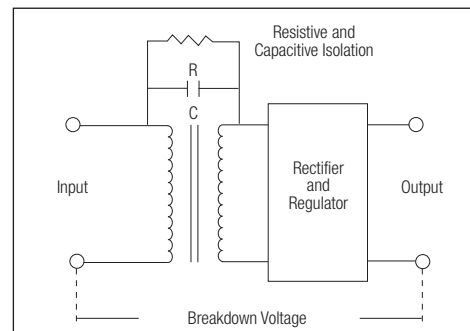 Resistive and
Capacitive Isolation
R
C
Input
Rectifier
and
Regulator
Output
Breakdown Voltage